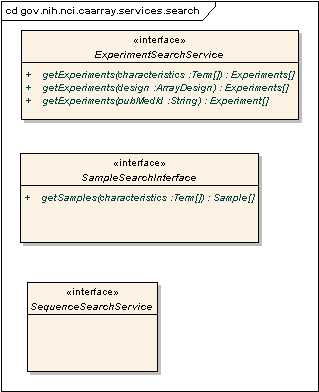 cd gov.nih.nci.caarray.services.search
«interface»
ExperimentSearchService
+ getExperiments(characteristics :Term[]) : Experiments[]
+ getExperiments(design :ArrayDesign) : Experiments[]
+ getExperiments(pubMedId :String) : Experiment[]
«interface»
SampleSearchInterface
+ getSamples(characteristics :Term[]) : Sample[]
«interface»
SequenceSearchService